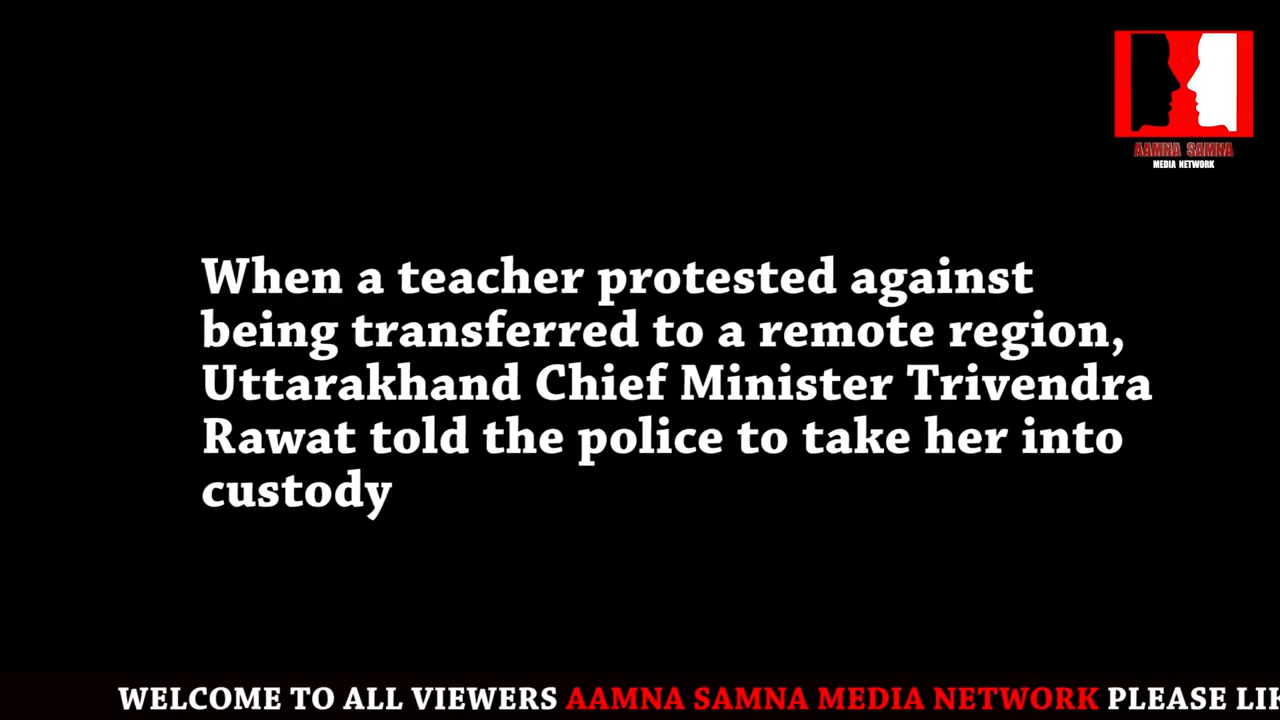 AAMNA SAMNA
MEDIA NETWORK
When a teacher protested against
being transferred to a remote region,
Uttarakhand Chief Minister Trivendra
Rawat told the police to take her into
custody
WELCOME TO ALL VIEWERS AAMNA SAMNA MEDIA NETWORK PLEASE